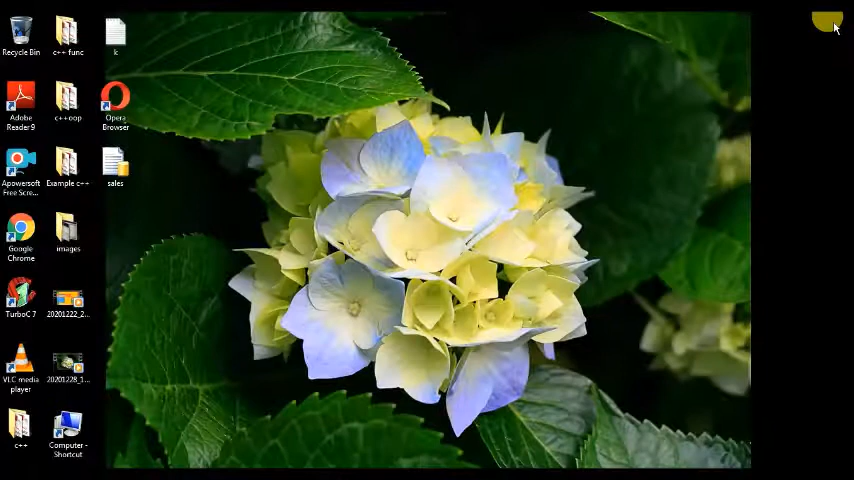 Recycle Bin
c++ func
k
Adobe
Reader 9
c++oop
Opera
Browser
Apowersoft
Free Scre...
Example c++
sales
Google
Chrome
images
TurboC 7
20201222_2...
VLC media
player
20201228_1...
c++
Computer -
Shortcut